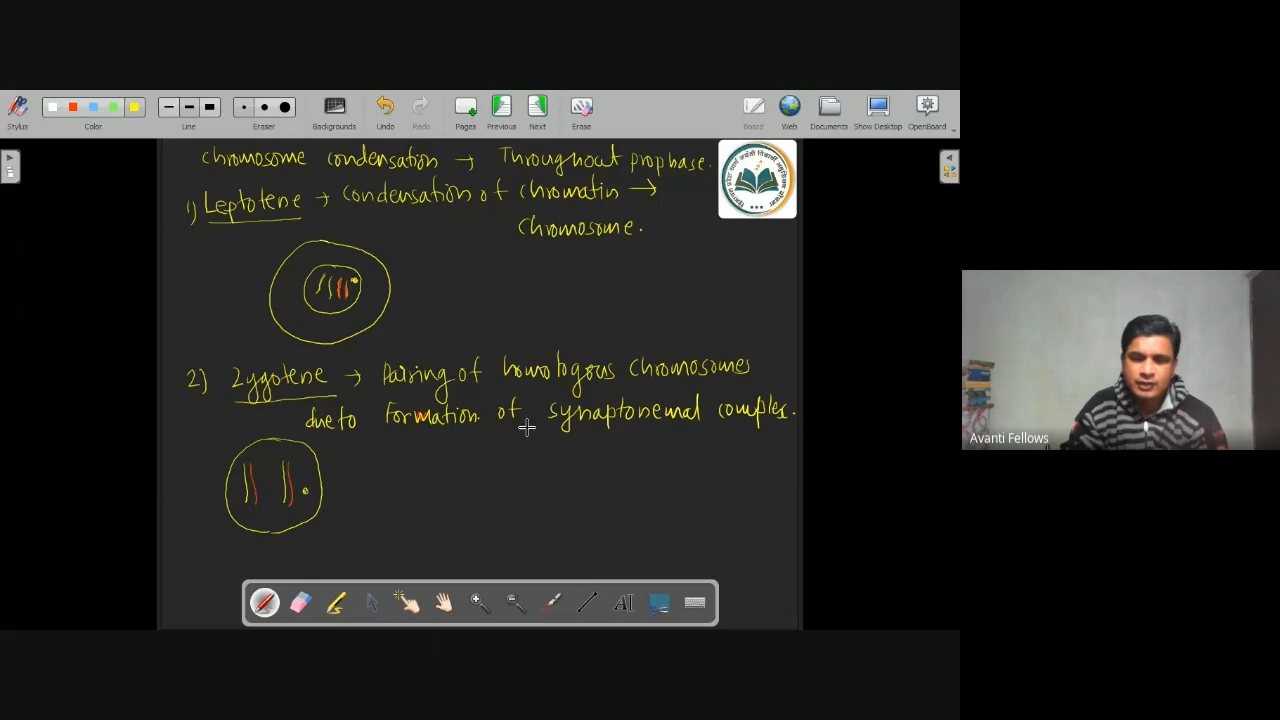 Stylus
Color
Line
Eraser
Backgrounds
Undo
Redo
Pages
Previous
Next
Erase
Board
Web
Documents
Show Desktop
OpenBoard
Chromosome condensation → Throughout prophase.
1) Leptotene → Condensation of Chromatin →
Chromosome.
2) Zygotene → Pairing of homologous Chromosomes
due to Formation of synaptonemal complex.
Avanti Fellows